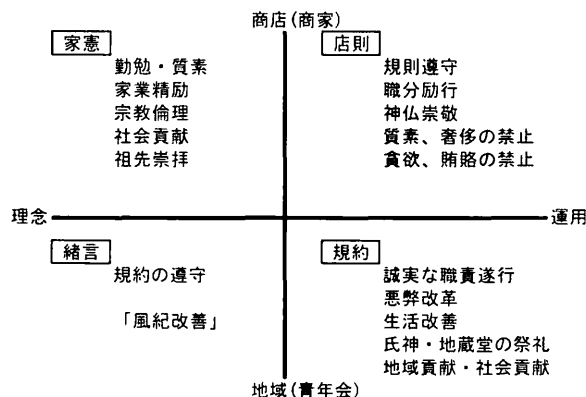 商店(商家)
家憲
勤勉・質素
家業精励
宗教倫理
社会貢献
祖先崇拝
店則
規則遵守
職分励行
神仏崇敬
質素、奢侈の禁止
貪欲、賄賂の禁止
理念
運用
緒言
規約の遵守
「風紀改善」
規約
誠実な職責遂行
悪弊改革
生活改善
氏神・地蔵堂の祭礼
地域貢献・社会貢献
地域(青年会)